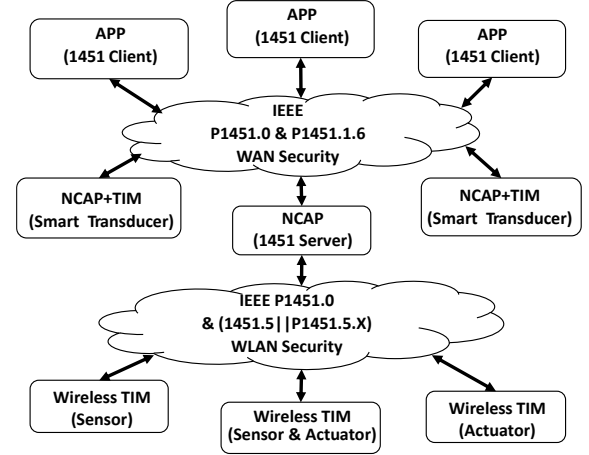 APP
(1451 Client)
APP
(1451 Client)
APP
(1451 Client)
IEEE
P1451.0 & P1451.1.6
WAN Security
NCAP+TIM
(Smart Transducer)
NCAP
(1451 Server)
NCAP+TIM
(Smart Transducer)
IEEE P1451.0
& (1451.5||P1451.5.X)
WLAN Security
Wireless TIM
(Sensor)
Wireless TIM
(Sensor & Actuator)
Wireless TIM
(Actuator)